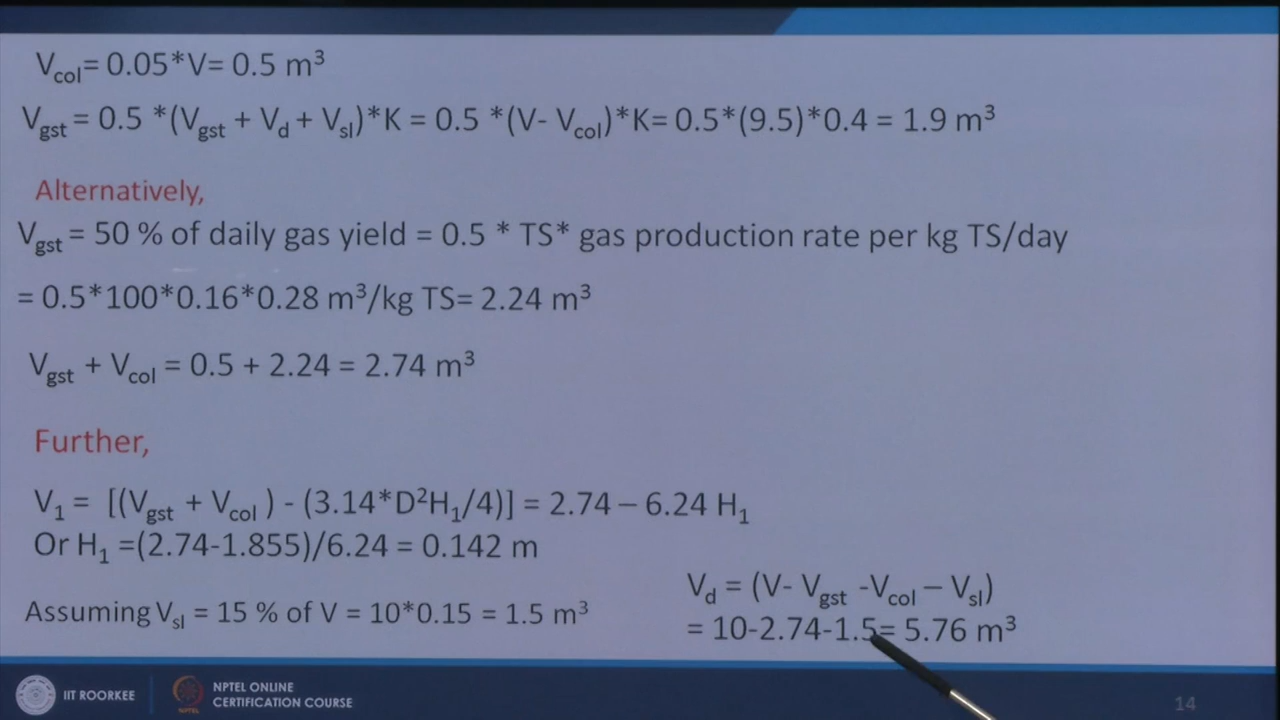 V_col = 0.05*V= 0.5 m³
V_gst = 0.5 *(V_gst + V_d + V_sl)*K = 0.5 *(V- V_col)*K= 0.5*(9.5)*0.4 = 1.9 m³
Alternatively,
V_gst = 50 % of daily gas yield = 0.5 * TS* gas production rate per kg TS/day
= 0.5*100*0.16*0.28 m³/kg TS= 2.24 m³
V_gst + V_col = 0.5 + 2.24 = 2.74 m³
Further,
V₁ = [(V_gst + V_col ) - (3.14*D²H₁/4)] = 2.74 – 6.24 H₁
Or H₁ =(2.74-1.855)/6.24 = 0.142 m
Assuming V_sl = 15 % of V = 10*0.15 = 1.5 m³
V_d = (V- V_gst -V_col – V_sl)
= 10-2.74-1.5= 5.76 m³
IIT ROORKEE
NPTEL ONLINE
CERTIFICATION COURSE
NPTEL
14